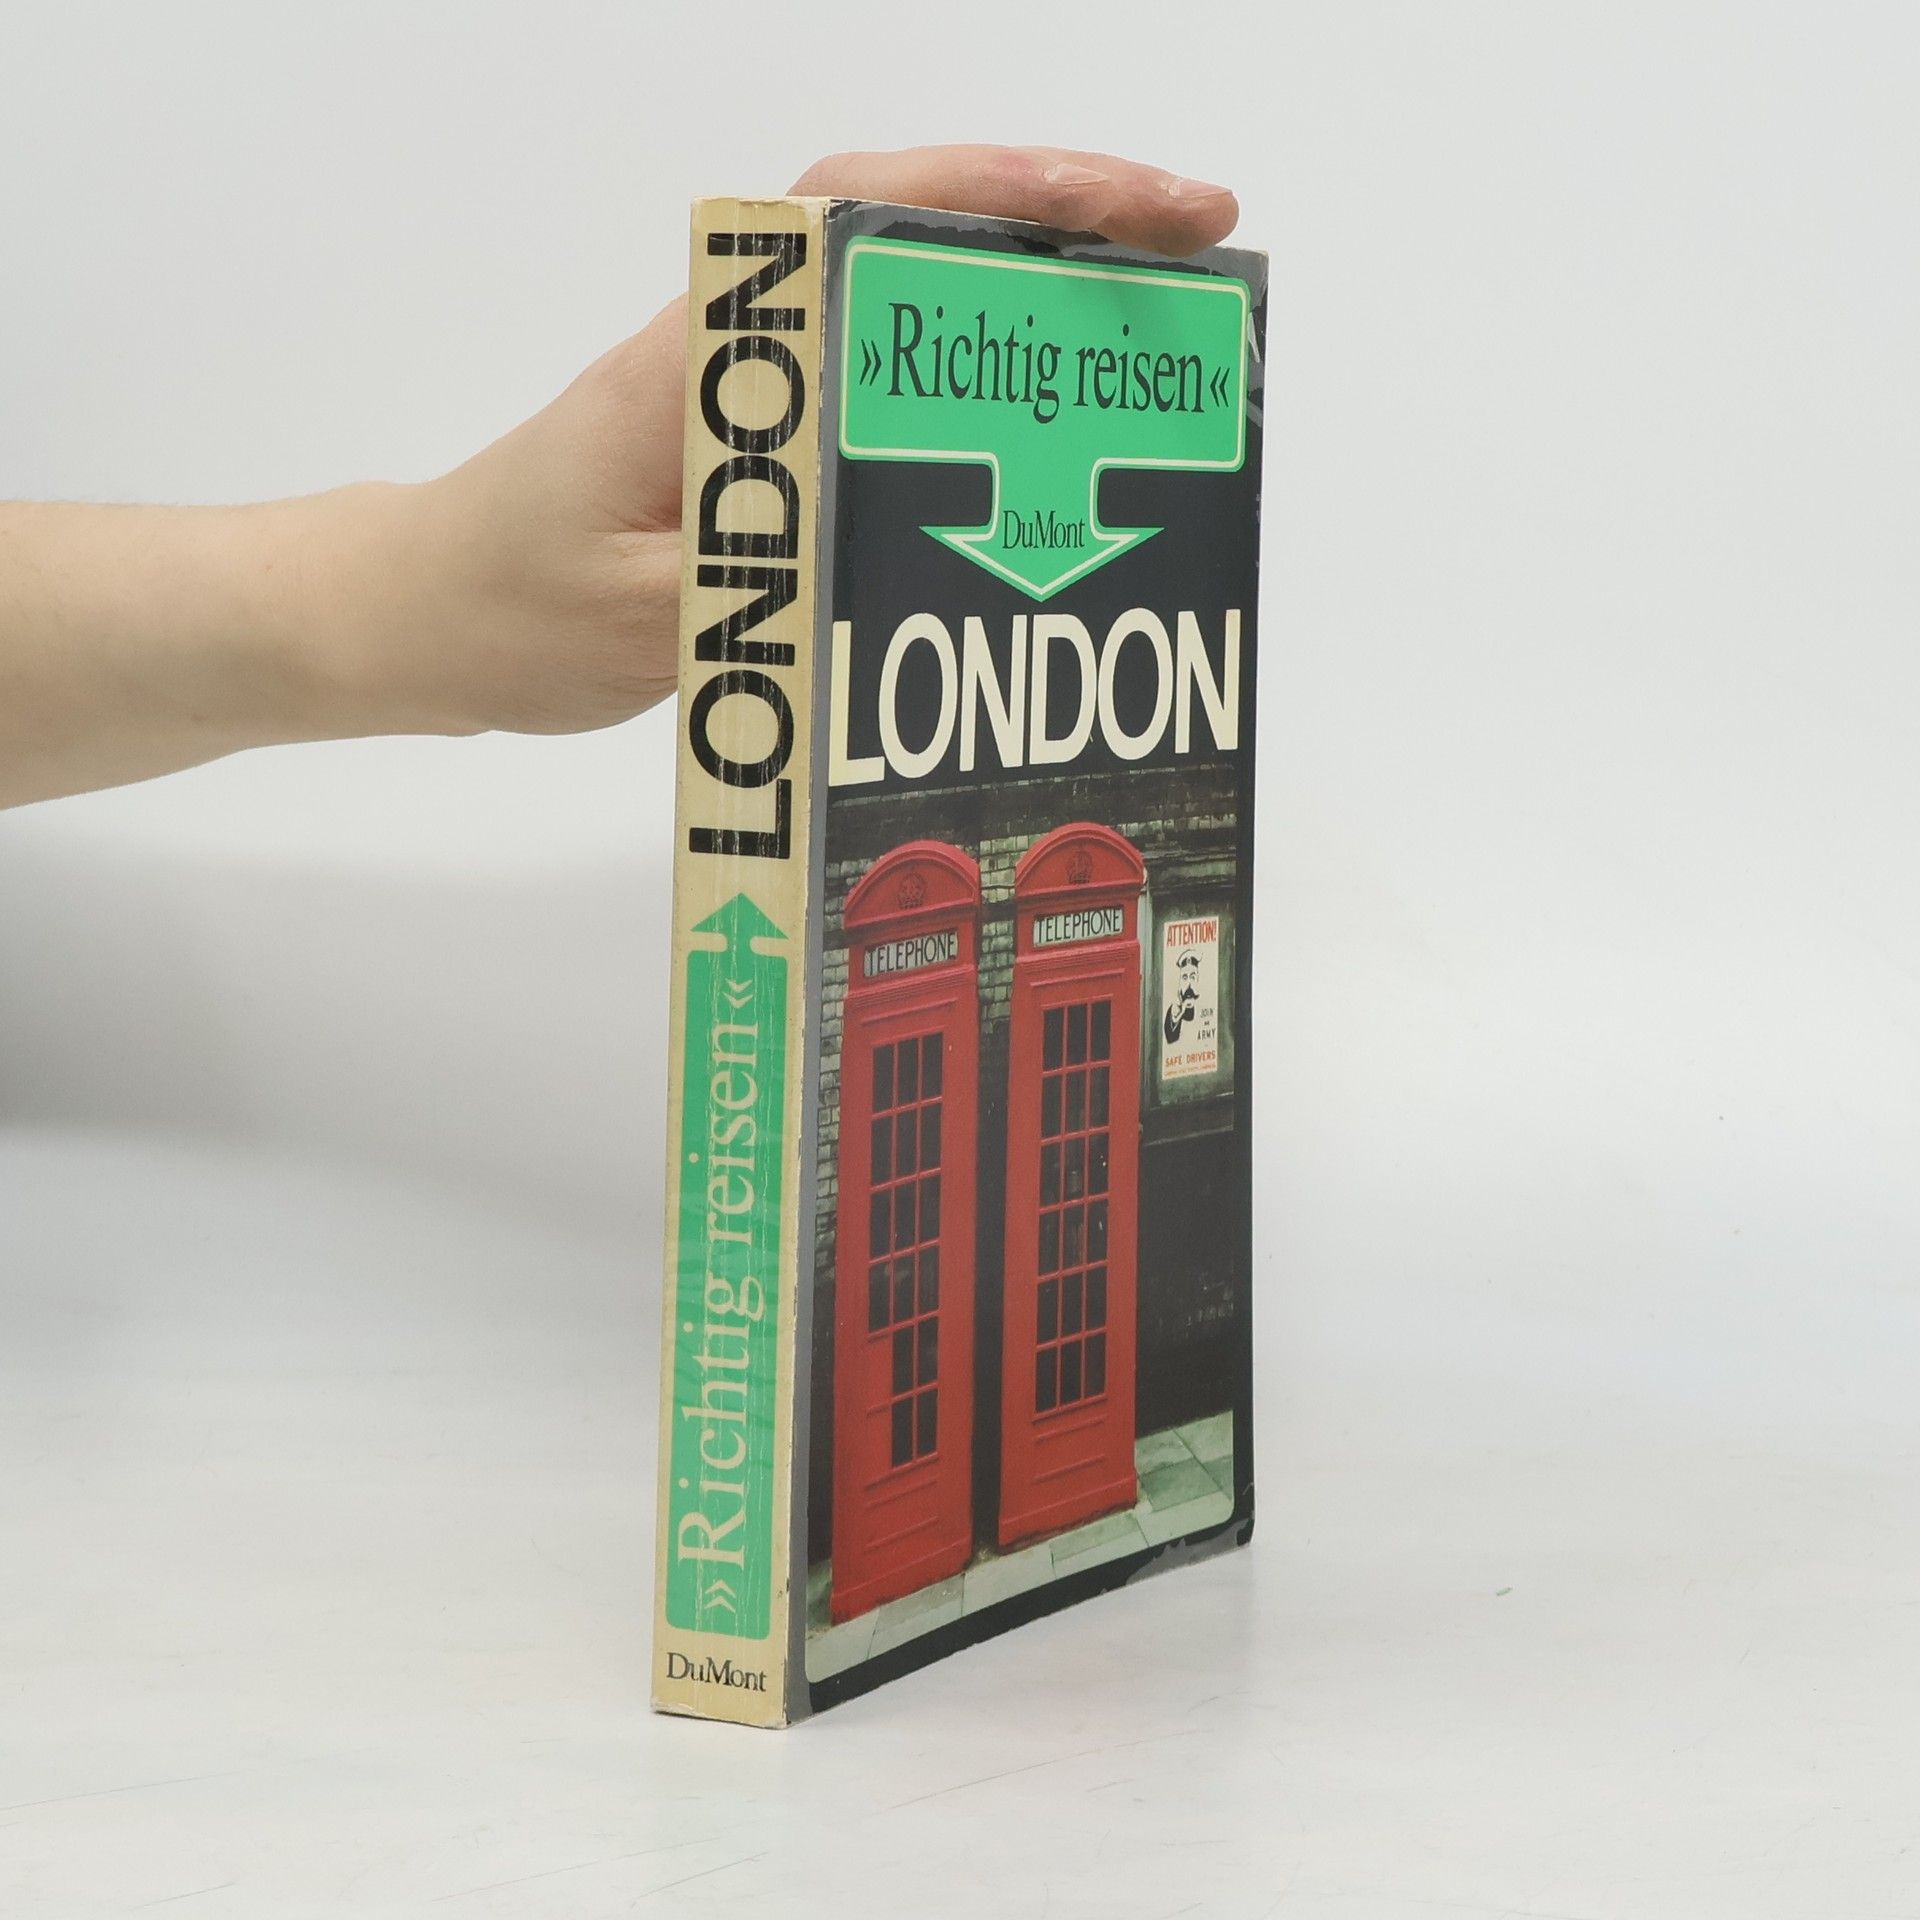 LONDON
»Richtig reisen«
DuMont
»Richtig reisen«
DuMont
LONDON
TELEPHONE
TELEPHONE
ATTENTION!
JOIN
ARMY
SAFE DRIVERS